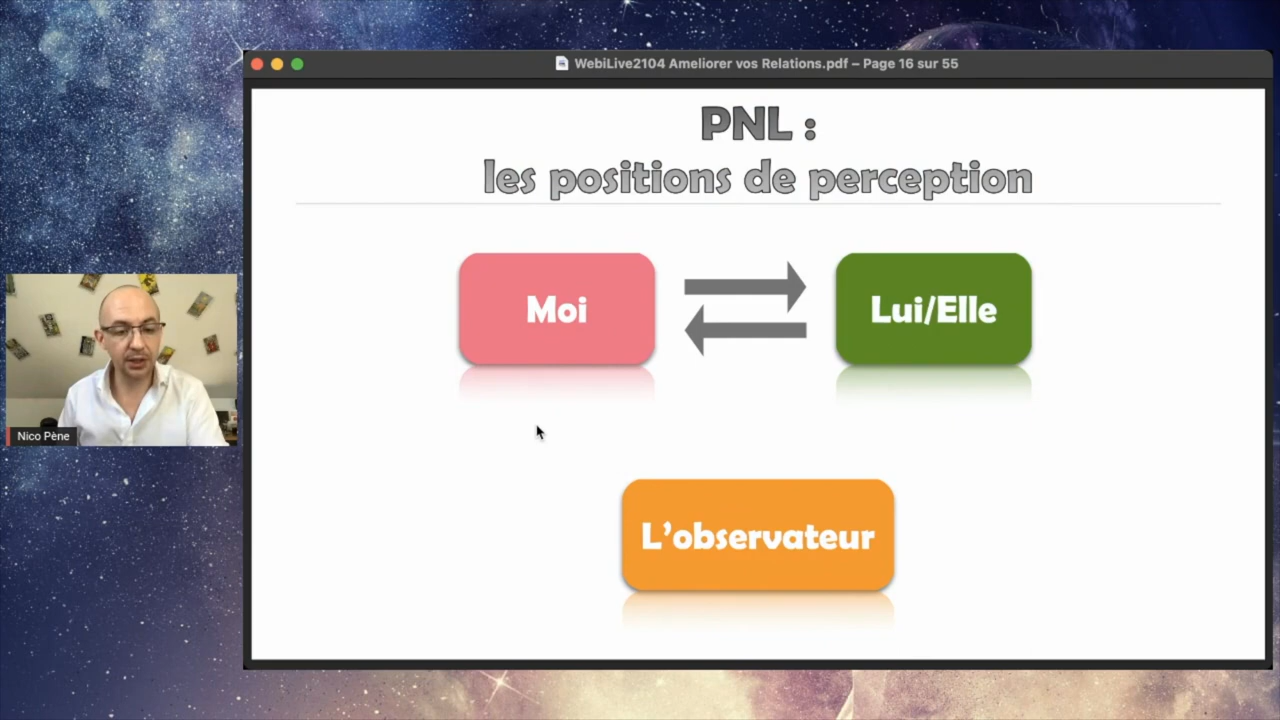 WebiLive2104 Ameliorer vos Relations.pdf – Page 16 sur 55
PNL :
les positions de perception
Moi
Lui/Elle
Nico Pène
L'observateur